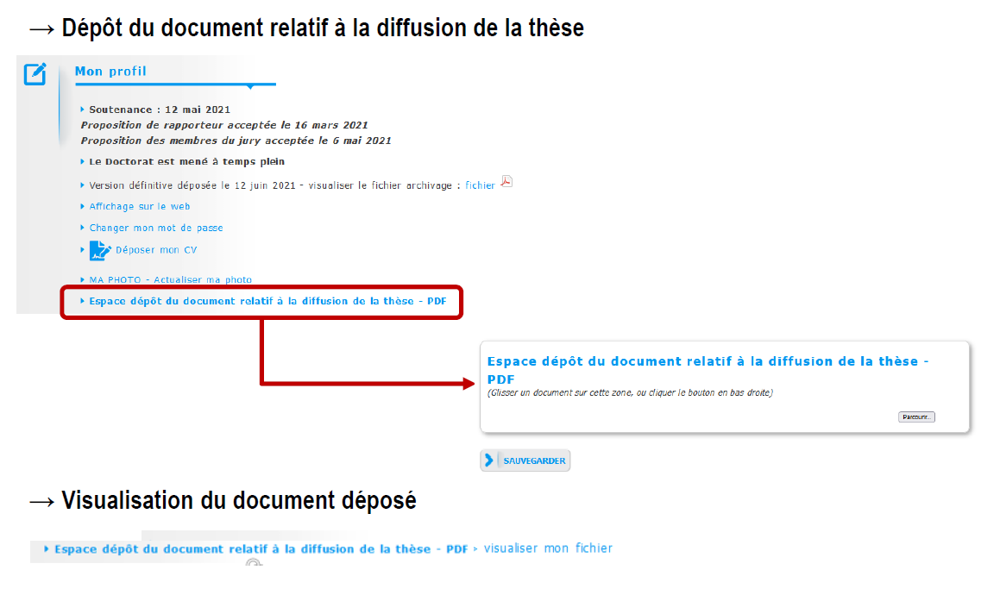 → Dépôt du document relatif à la diffusion de la thèse
Mon profil
Soutenance : 12 mai 2021
Proposition de rapporteur acceptée le 16 mars 2021
Proposition des membres du jury acceptée le 6 mai 2021
Le Doctorat est mené à temps plein
Version définitive déposée le 12 juin 2021 - visualiser le fichier archivage : fichier
Affichage sur le web
Changer mon mot de passe
Déposer mon CV
MA PHOTO - Actualiser ma photo
Espace dépôt du document relatif à la diffusion de la thèse - PDF
Espace dépôt du document relatif à la diffusion de la thèse -
PDF
(Glisser un document sur cette zone, ou cliquer le bouton en bas droite)
Parcourir...
SAUVEGARDER
→ Visualisation du document déposé
Espace dépôt du document relatif à la diffusion de la thèse - PDF > visualiser mon fichier